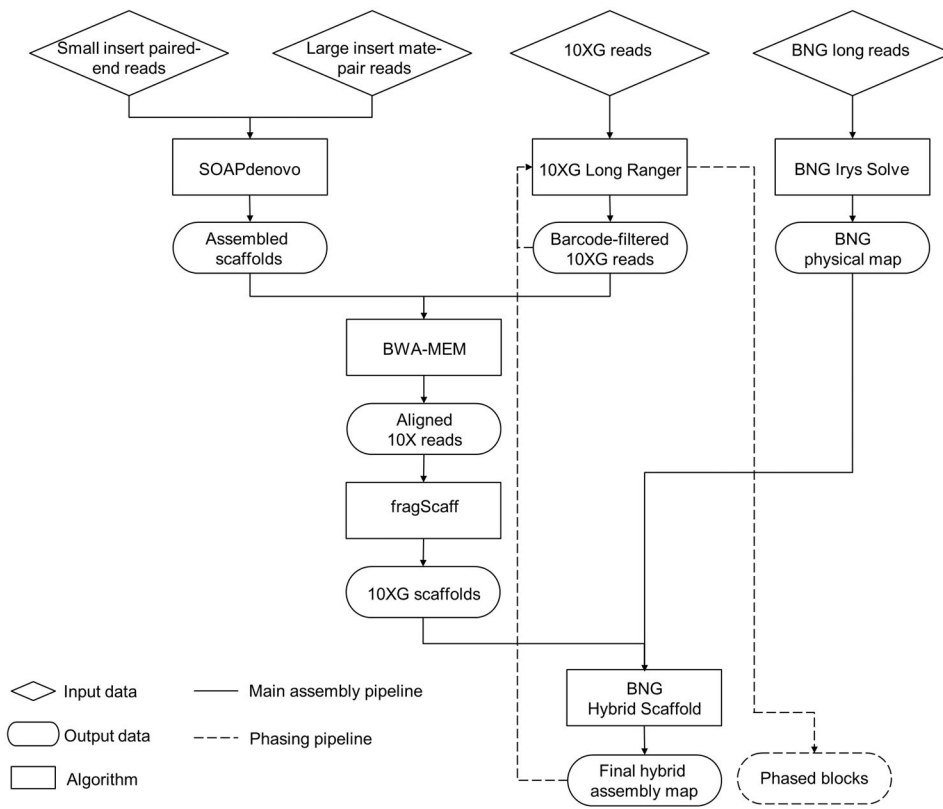 Small insert paired-
end reads
Large insert mate-
pair reads
10XG reads
BNG long reads
SOAPdenovo
10XG Long Ranger
BNG Irys Solve
Assembled
scaffolds
Barcode-filtered
10XG reads
BNG
physical map
BWA-MEM
Aligned
10X reads
fragScaff
10XG scaffolds
BNG
Hybrid Scaffold
Final hybrid
assembly map
Phased blocks
Input data
Main assembly pipeline
Output data
Phasing pipeline
Algorithm